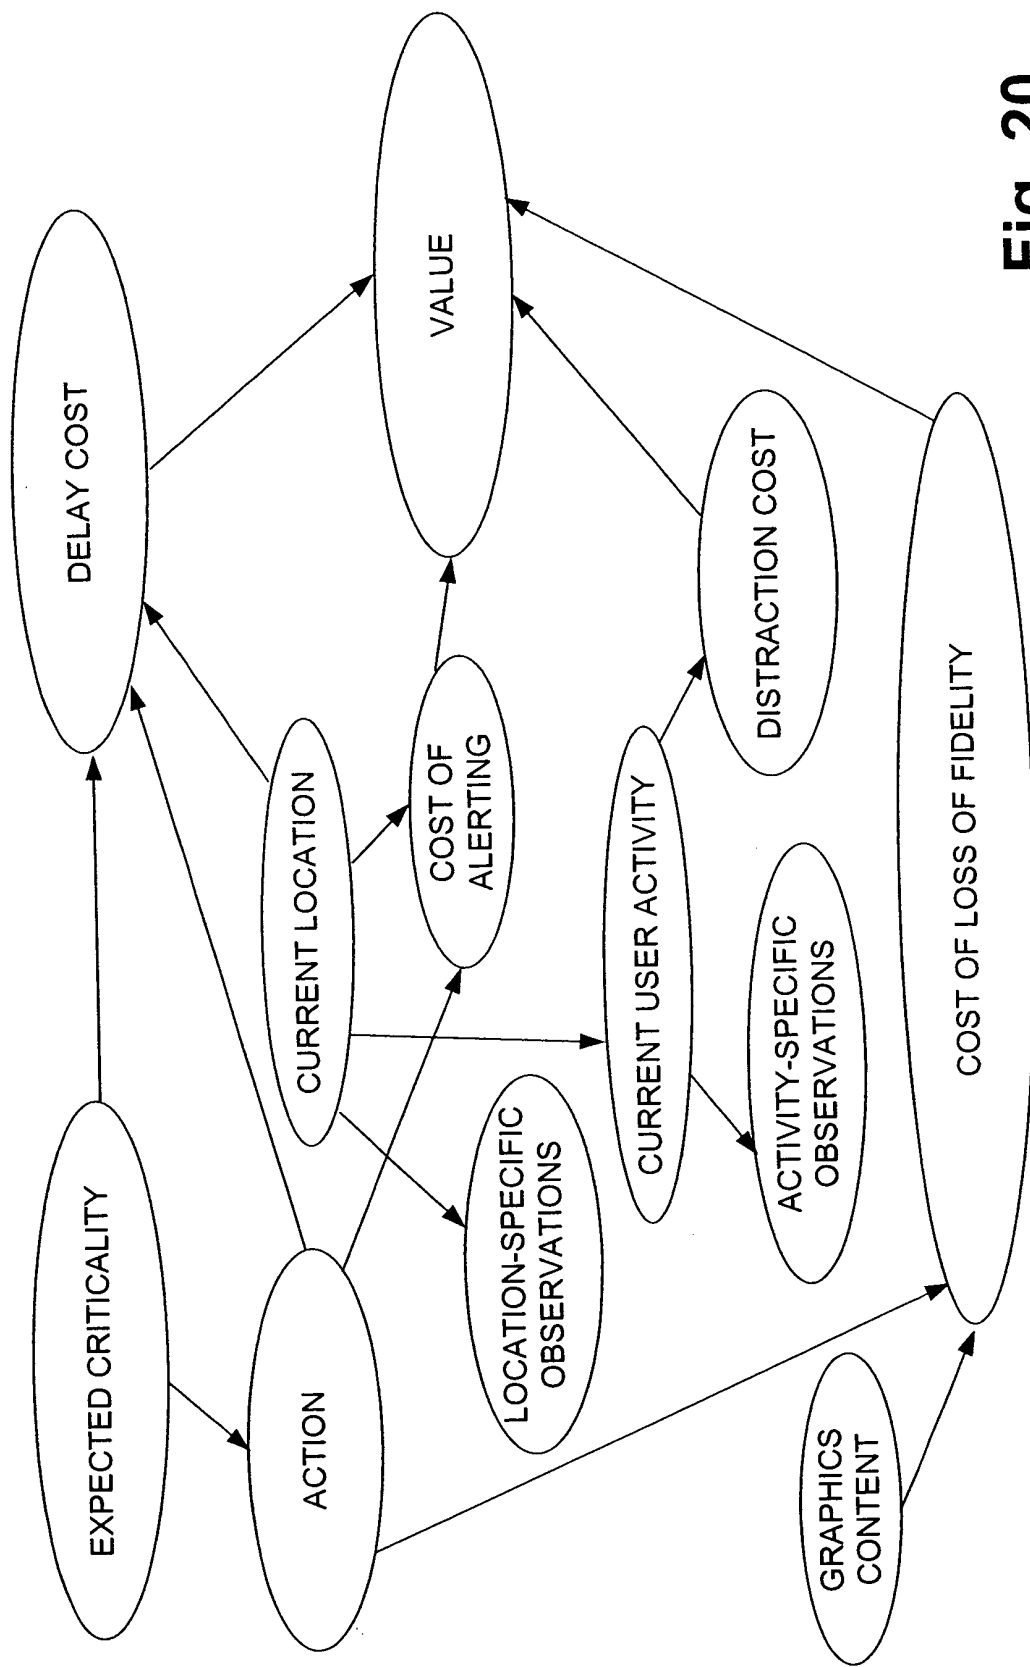 EXPECTED CRITICALITY
DELAY COST
ACTION
CURRENT LOCATION
VALUE
COST OF
ALERTING
LOCATION-SPECIFIC
OBSERVATIONS
CURRENT USER ACTIVITY
DISTRACTION COST
ACTIVITY-SPECIFIC
OBSERVATIONS
GRAPHICS
CONTENT
COST OF LOSS OF FIDELITY
Fig. 20